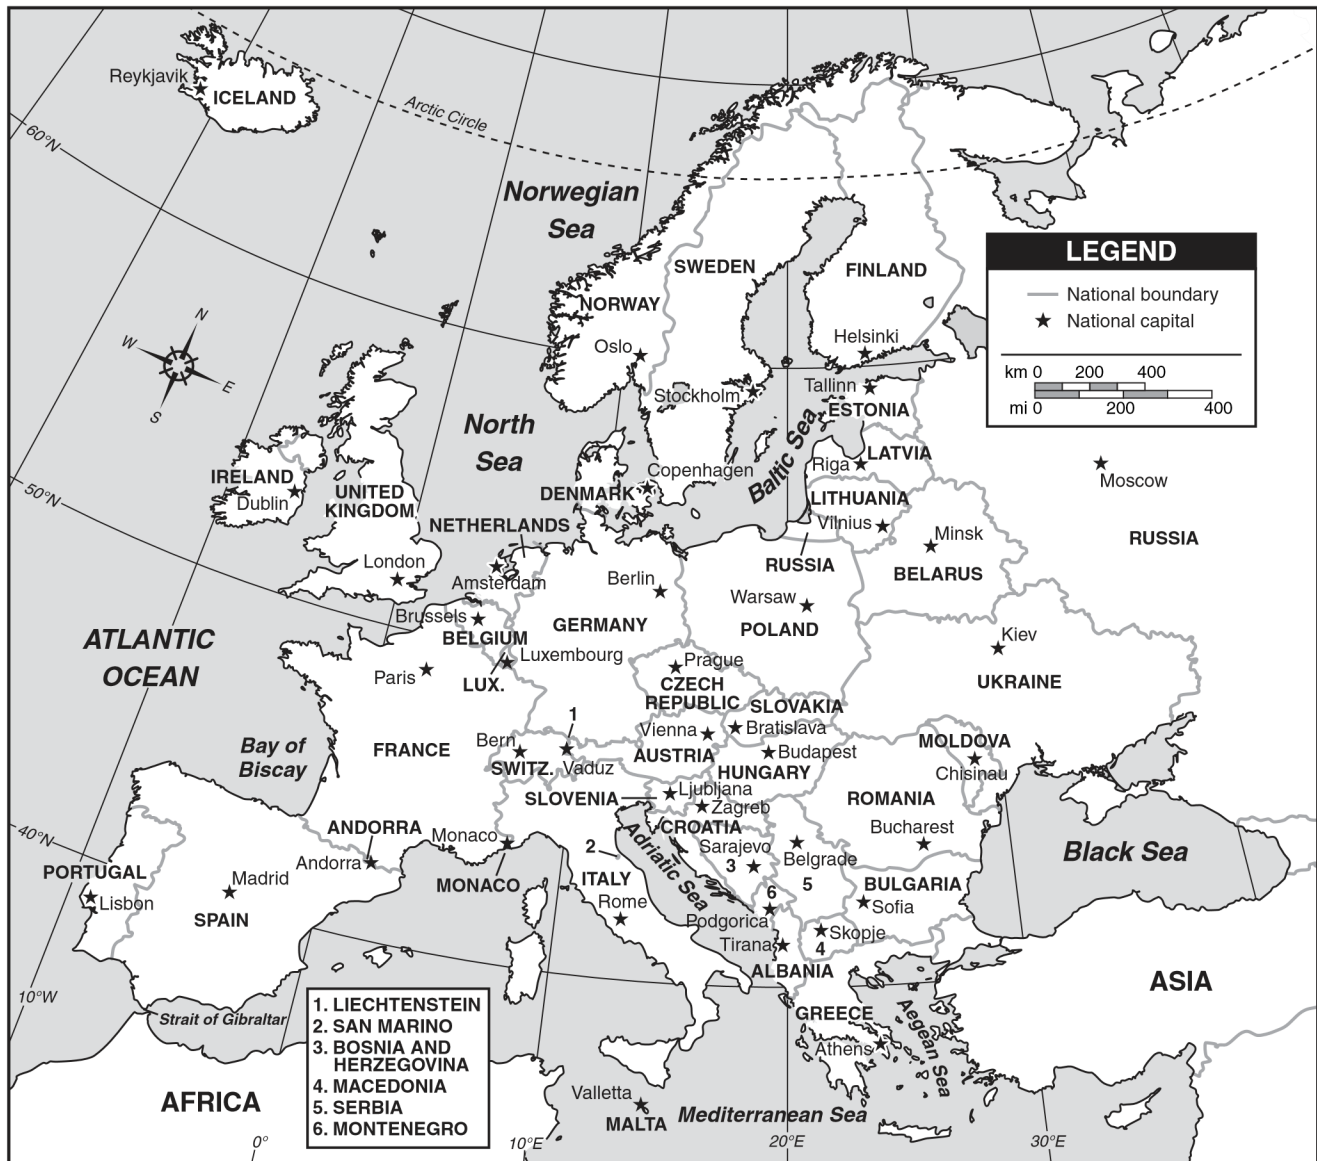 Reykjavik
ICELAND
Arctic Circle
60°N
Norwegian
Sea
N
W
E
S
SWEDEN
FINLAND
NORWAY
Oslo
Helsinki
Stockholm
Tallinn
ESTONIA
LEGEND
National boundary
National capital
km 0 200 400
mi 0 200 400
North
Sea
Baltic Sea
Riga
LATVIA
Moscow
Copenhagen
DENMARK
LITHUANIA
Vilnius
Minsk
RUSSIA
BELARUS
RUSSIA
IRELAND
Dublin
UNITED
KINGDOM
50°N
NETHERLANDS
London
Amsterdam
Berlin
Warsaw
POLAND
Brussels
BELGIUM
GERMANY
Kiev
UKRAINE
ATLANTIC
OCEAN
Paris
Luxembourg
LUX.
Prague
CZECH
REPUBLIC
SLOVAKIA
Bratislava
Vienna
1
Bern
SWITZ.
Vaduz
AUSTRIA
Budapest
HUNGARY
MOLDOVA
Chisinau
FRANCE
Bay of
Biscay
SLOVENIA
Ljubljana
Zagreb
CROATIA
ROMANIA
Bucharest
Black Sea
ANDORRA
Andorra
Monaco
MONACO
2
ITALY
Rome
Adriatic Sea
Sarajevo
3
Belgrade
5
6
BULGARIA
Sofia
40°N
PORTUGAL
Lisbon
Madrid
SPAIN
Podgorica
Skopje
4
Tirana
ALBANIA
ASIA
10°W
Strait of Gibraltar
GREECE
Athens
Aegean Sea
1. LIECHTENSTEIN
2. SAN MARINO
3. BOSNIA AND
HERZEGOVINA
4. MACEDONIA
5. SERBIA
6. MONTENEGRO
AFRICA
Valletta
MALTA
Mediterranean Sea
0°
10°E
20°E
30°E